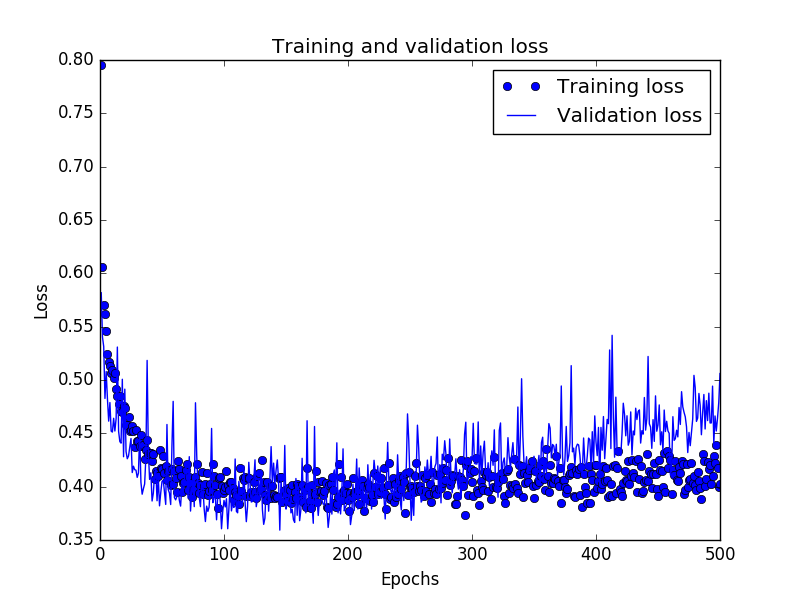 Training and validation loss
Training loss
Validation loss
0.80
0.75
0.70
0.65
0.60
0.55
0.50
0.45
0.40
0.35
Loss
0 100 200 300 400 500
Epochs